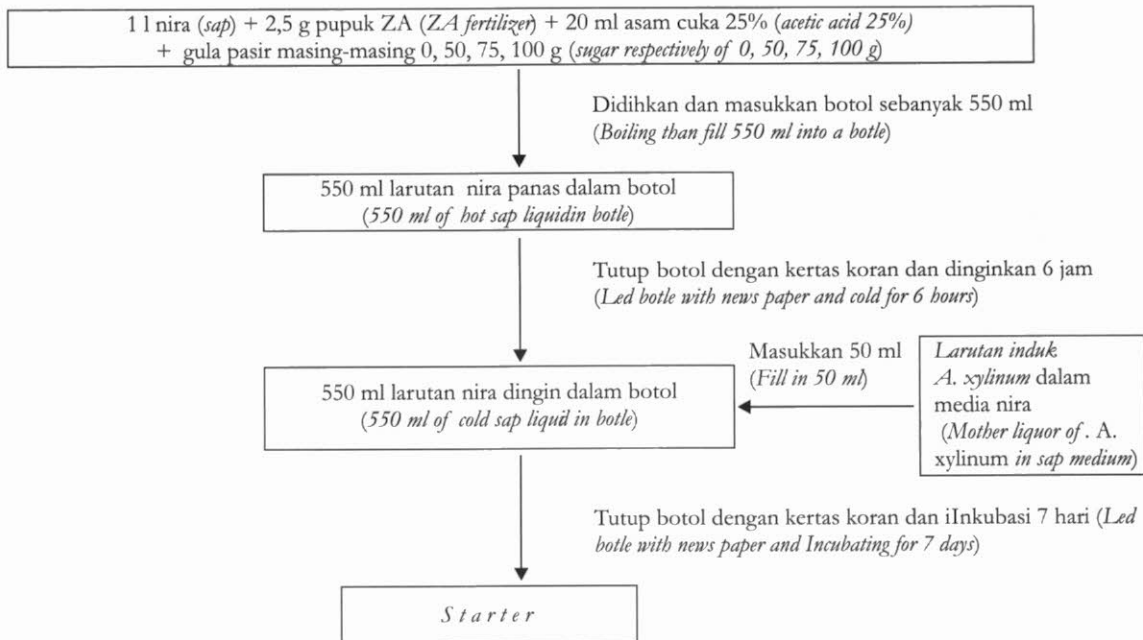 1 l nira (sap) + 2,5 g pupuk ZA (ZA fertilizer) + 20 ml asam cuka 25% (acetic acid 25%)
+ gula pasir masing-masing 0, 50, 75, 100 g (sugar respectively of 0, 50, 75, 100 g)
Didihkan dan masukkan botol sebanyak 550 ml
(Boiling than fill 550 ml into a botle)
550 ml larutan nira panas dalam botol
(550 ml of hot sap liquidin botle)
Tutup botol dengan kertas koran dan dinginkan 6 jam
(Led botle with news paper and cold for 6 hours)
Masukkan 50 ml
(Fill in 50 ml)
Larutan induk
A. xylinum dalam
media nira
(Mother liquor of . A.
xylinum in sap medium)
550 ml larutan nira dingin dalam botol
(550 ml of cold sap liquid in botle)
Tutup botol dengan kertas koran dan iInkubasi 7 hari (Led
botle with news paper and Incubating for 7 days)
Starter